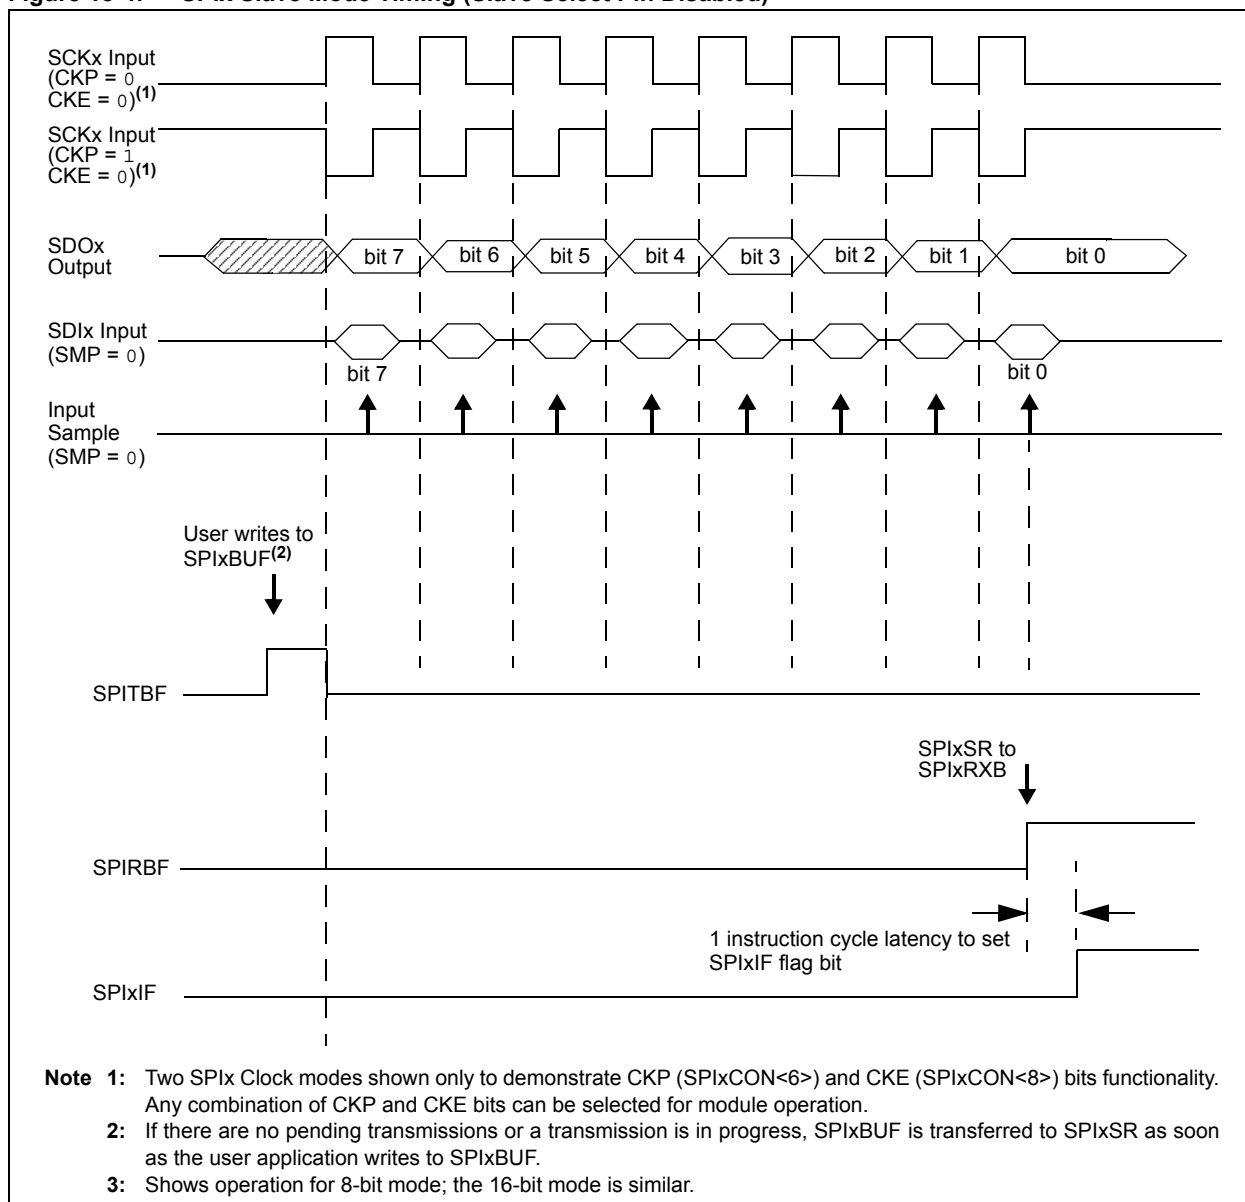 SCKx Input
(CKP = 0
CKE = 0)(1)
SCKx Input
(CKP = 1
CKE = 0)(1)
SDOx
Output
bit 7
bit 6
bit 5
bit 4
bit 3
bit 2
bit 1
bit 0
SDIx Input
(SMP = 0)
bit 7
bit 0
Input
Sample
(SMP = 0)
User writes to
SPIxBUF(2)
SPITBF
SPIxSR to
SPIxRXB
SPIRBF
1 instruction cycle latency to set
SPIxIF flag bit
SPIxIF
Note 1: Two SPIx Clock modes shown only to demonstrate CKP (SPIxCON<6>) and CKE (SPIxCON<8>) bits functionality.
Any combination of CKP and CKE bits can be selected for module operation.
2: If there are no pending transmissions or a transmission is in progress, SPIxBUF is transferred to SPIxSR as soon
as the user application writes to SPIxBUF.
3: Shows operation for 8-bit mode; the 16-bit mode is similar.